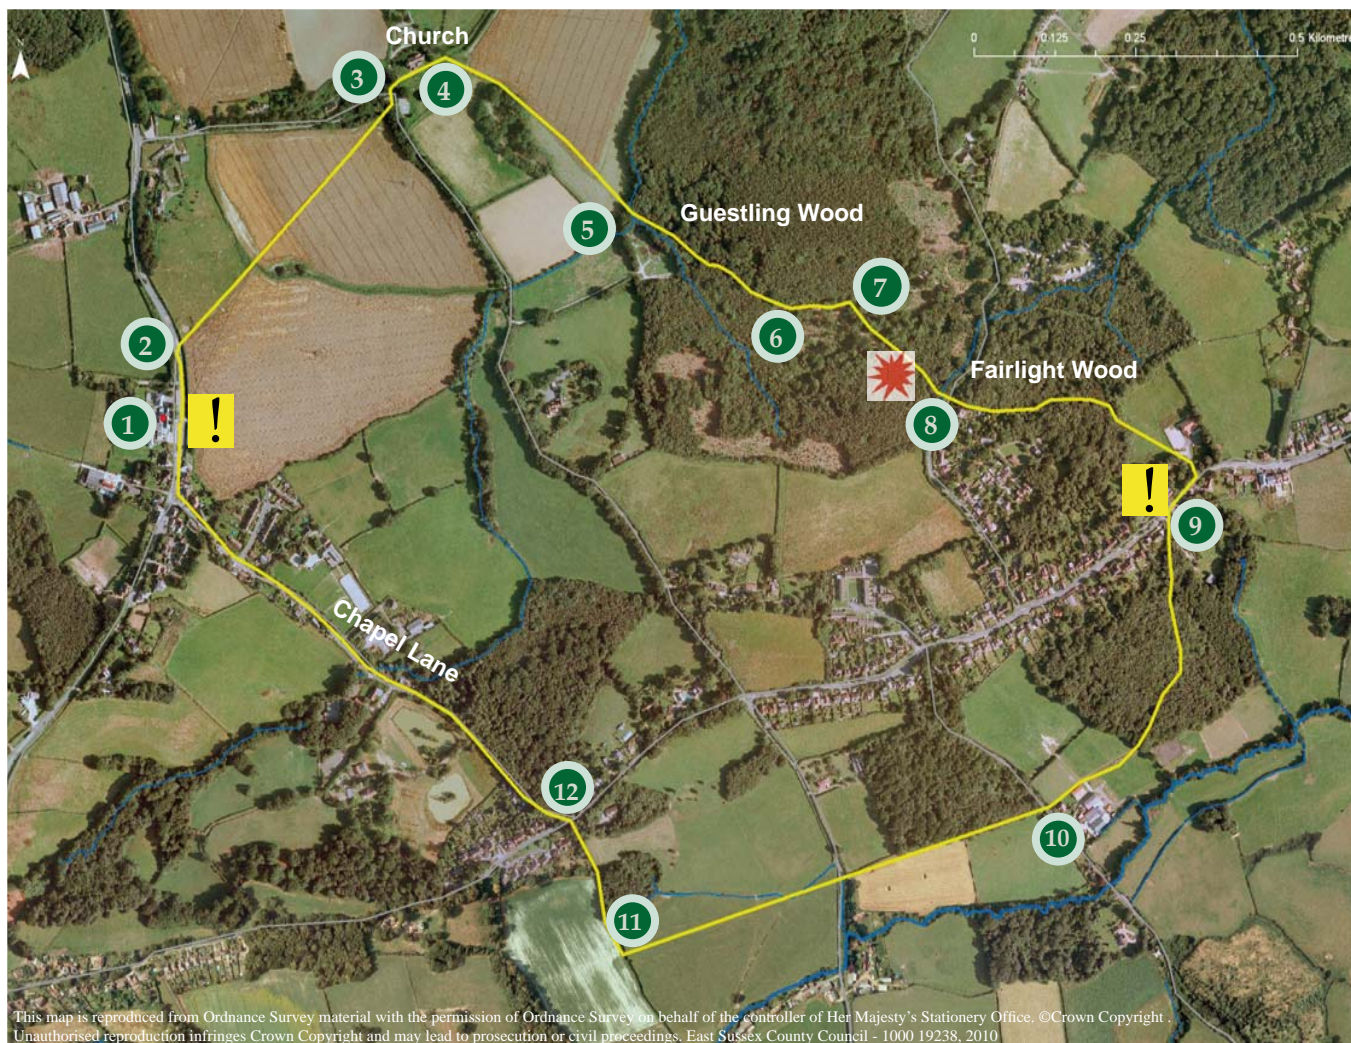 Church
0 0.125 0.25 0.5 Kilometre
3
4
5
Guestling Wood
7
6
2
Fairlight Wood
1
!
8
!
9
Chapel Lane
12
10
11
This map is reproduced from Ordnance Survey material with the permission of Ordnance Survey on behalf of the controller of Her Majesty's Stationery Office. ©Crown Copyright .
Unauthorised reproduction infringes Crown Copyright and may lead to prosecution or civil proceedings. East Sussex County Council - 1000 19238, 2010